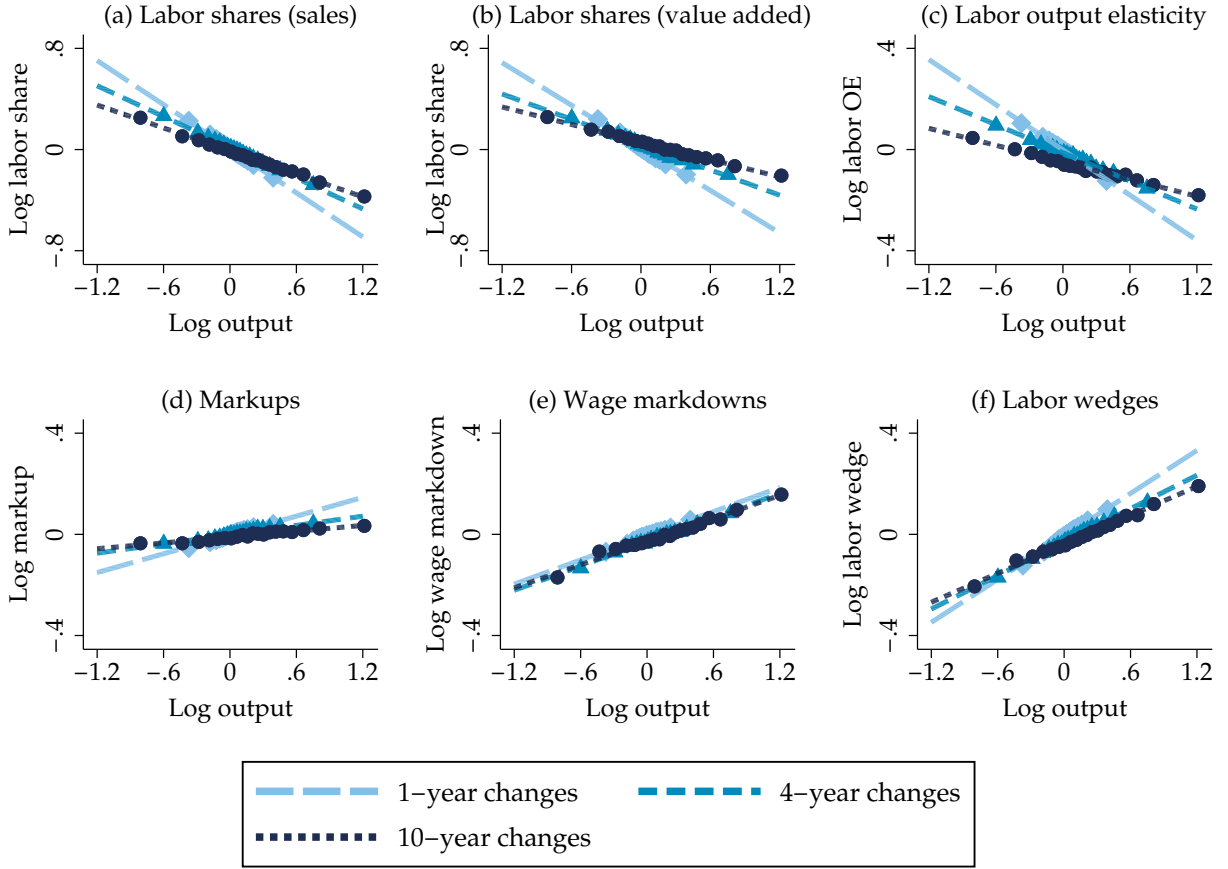 (a) Labor shares (sales)
(b) Labor shares (value added)
(c) Labor output elasticity
Log labor share
.8
0
−.8
−1.2 −.6 0 .6 1.2
Log output
Log labor share
.8
0
−.8
−1.2 −.6 0 .6 1.2
Log output
Log labor OE
.4
0
−.4
−1.2 −.6 0 .6 1.2
Log output
(d) Markups
(e) Wage markdowns
(f) Labor wedges
Log markup
.4
0
−.4
−1.2 −.6 0 .6 1.2
Log output
Log wage markdown
.4
0
−.4
−1.2 −.6 0 .6 1.2
Log output
Log labor wedge
.4
0
−.4
−1.2 −.6 0 .6 1.2
Log output
1−year changes
4−year changes
10−year changes